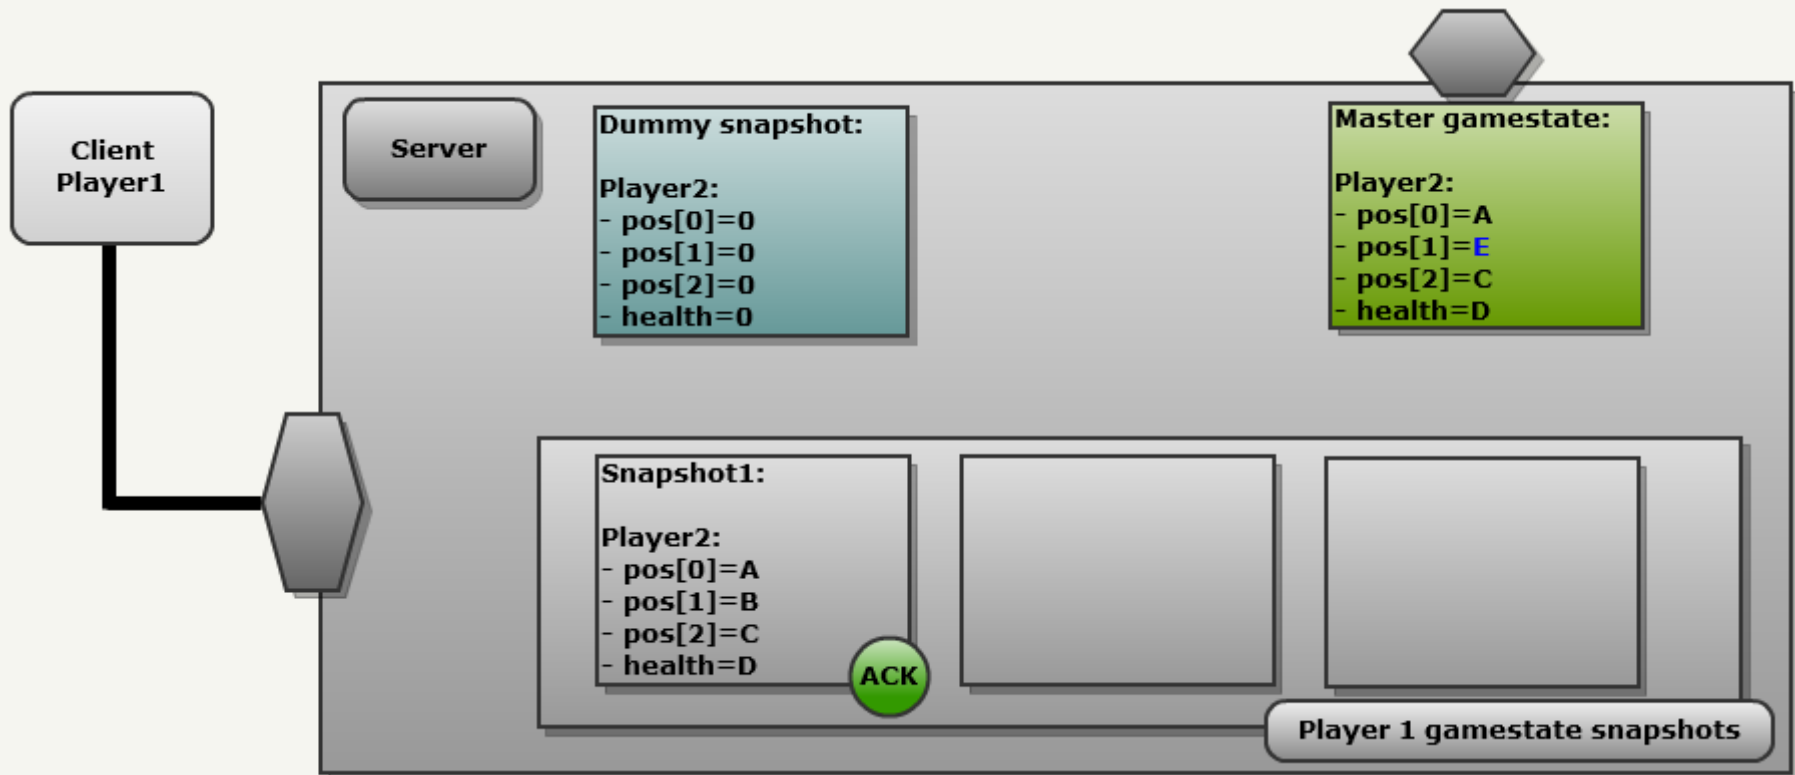 Client
Player1
Server
Dummy snapshot:
Player2:
- pos[0]=0
- pos[1]=0
- pos[2]=0
- health=0
Master gamestate:
Player2:
- pos[0]=A
- pos[1]=E
- pos[2]=C
- health=D
Snapshot1:
Player2:
- pos[0]=A
- pos[1]=B
- pos[2]=C
- health=D
ACK
Player 1 gamestate snapshots